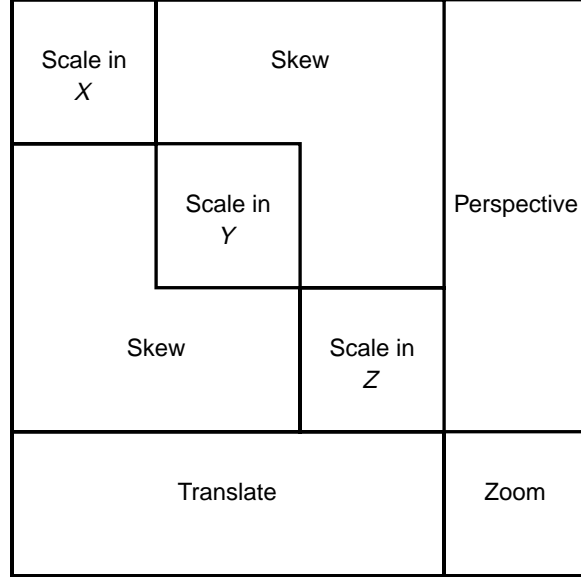 Scale in
X
Skew
Scale in
Y
Perspective
Skew
Scale in
Z
Translate
Zoom